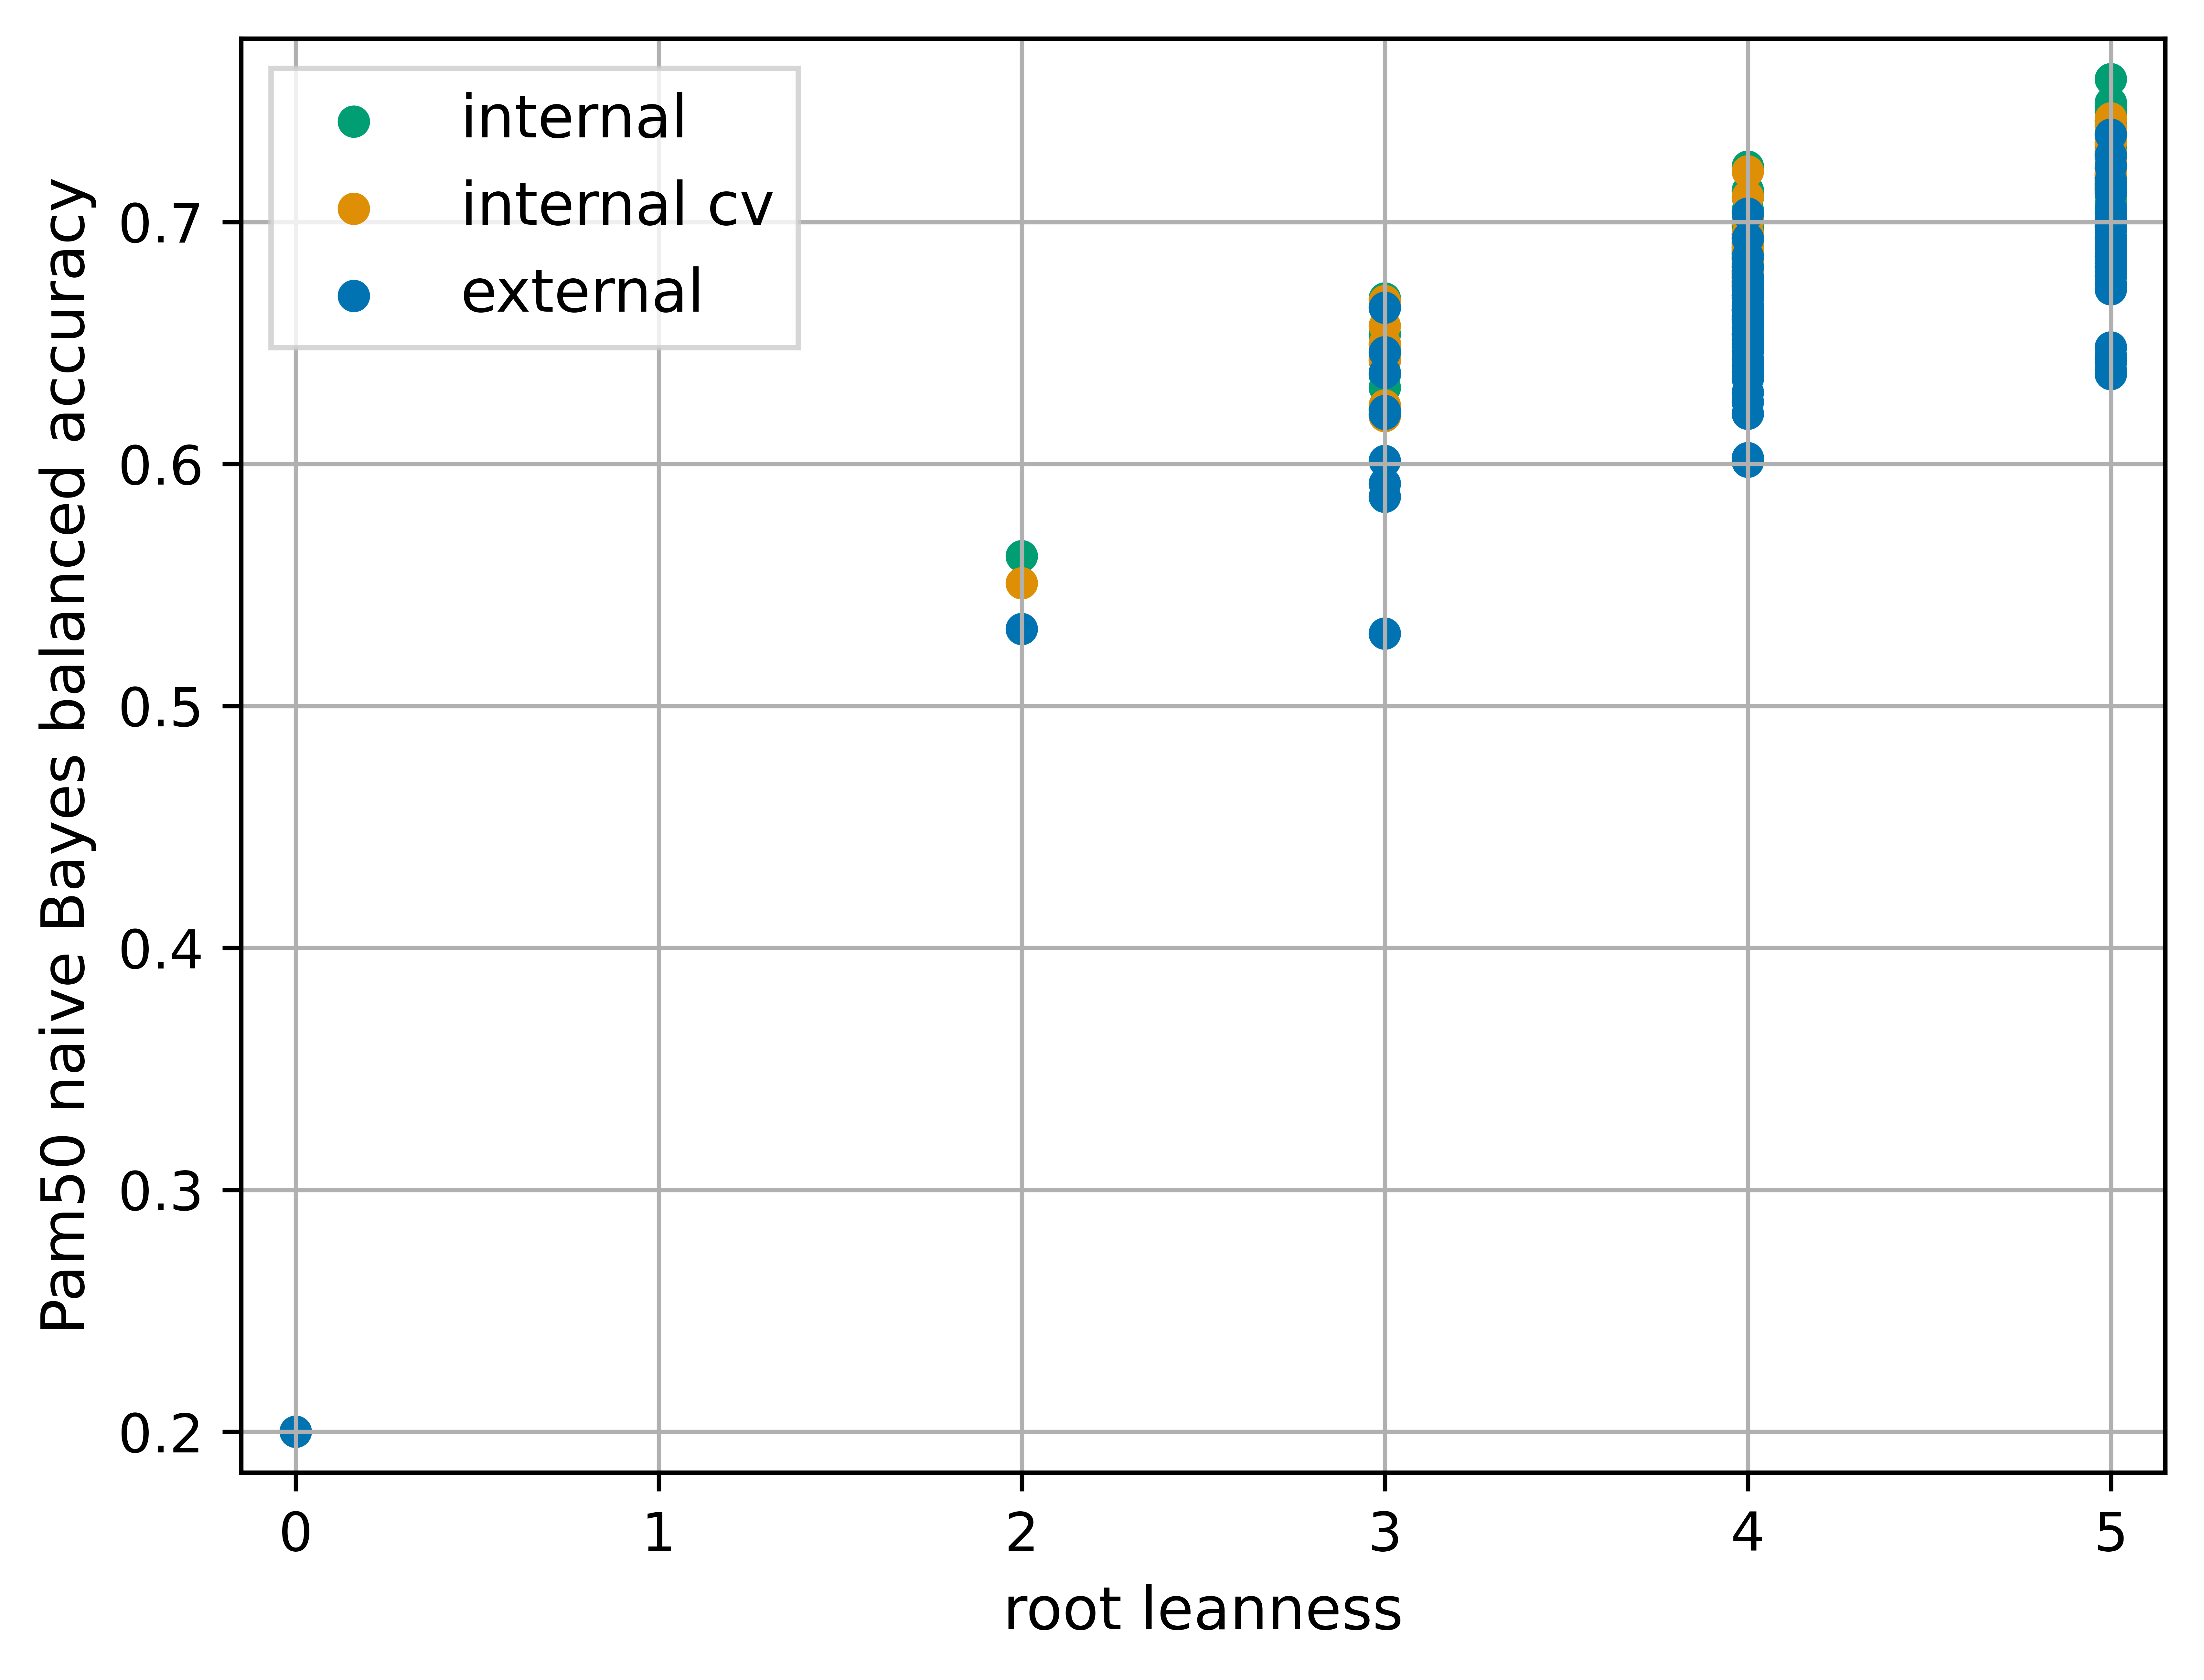 internal
internal cv
external
Pam50 naive Bayes balanced accuracy
0.7
0.6
0.5
0.4
0.3
0.2
0 1 2 3 4 5
root leanness